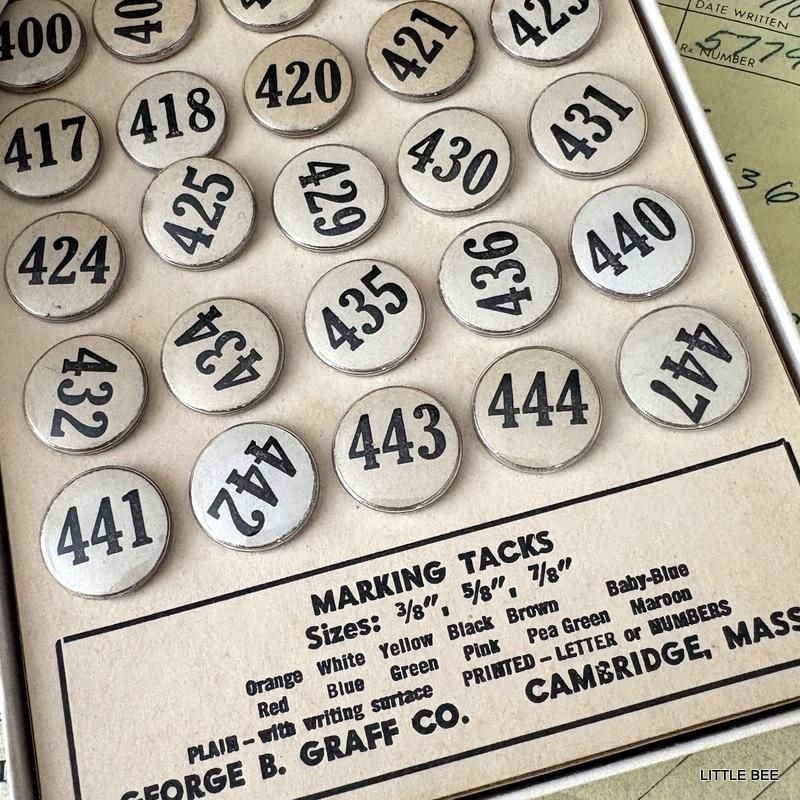 400 40 421 423
DATE WRITTEN
Rx NUMBER
417 418 420
425 429 430 431
424 435 436 440
432 434 443 444 447
441 442
MARKING TACKS
Sizes: 3/8", 5/8", 7/8"
Orange White Yellow Black Brown Baby-Blue
Red Blue Green Pink Pea Green Maroon
PLAIN - with writing surface PRINTED - LETTER or NUMBERS
GEORGE B. GRAFF CO. CAMBRIDGE, MASS
LITTLE BEE